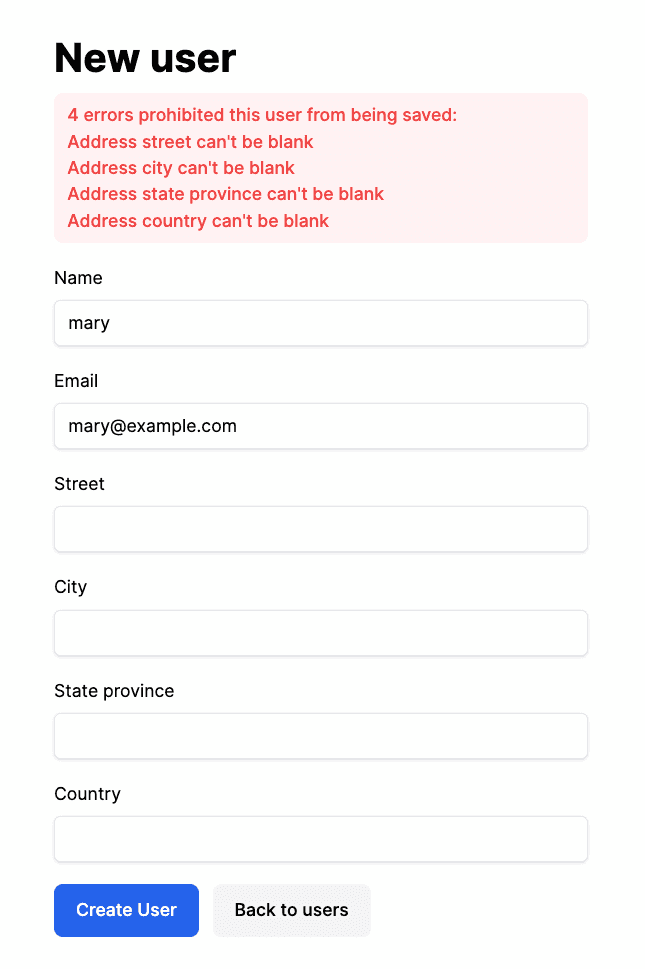 New user
4 errors prohibited this user from being saved:
Address street can't be blank
Address city can't be blank
Address state province can't be blank
Address country can't be blank
Name
mary
Email
mary@example.com
Street
City
State province
Country
Create User
Back to users